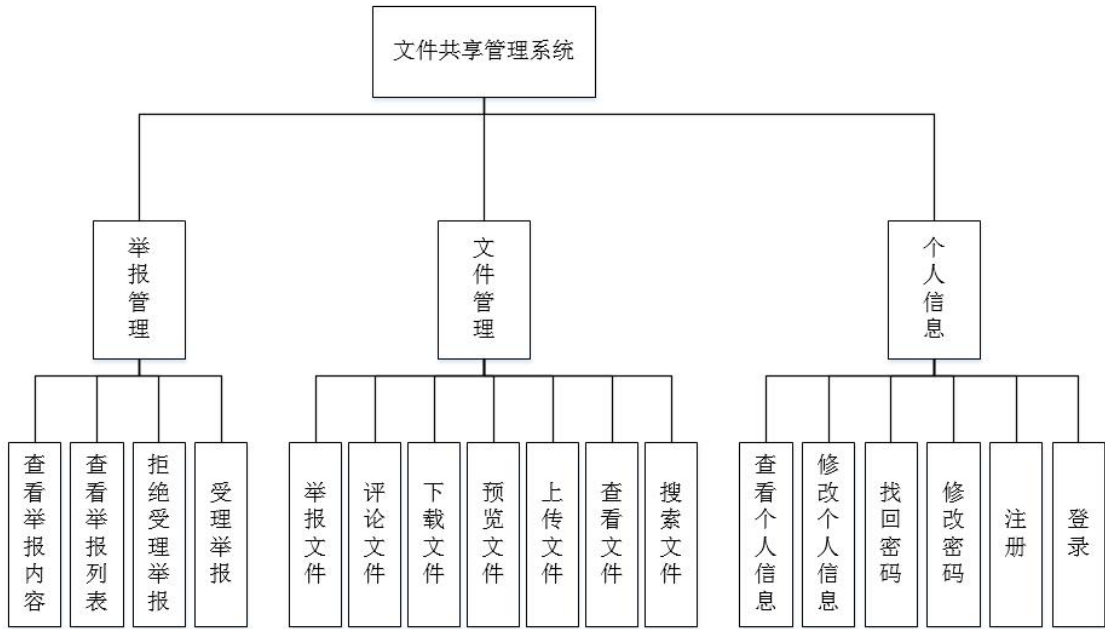 文件共享管理系统
举报管理
文件管理
个人信息
查看举报内容
查看举报列表
拒绝受理举报
受理举报
举报文件
评论文件
下载文件
预览文件
上传文件
查看文件
搜索文件
查看个人信息
修改个人信息
找回密码
修改密码
注册
登录